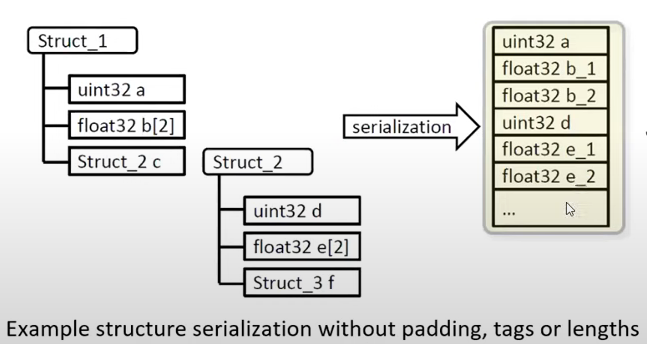 Struct_1
uint32 a
float32 b[2]
Struct_2 c
Struct_2
uint32 d
float32 e[2]
Struct_3 f
serialization
uint32 a
float32 b_1
float32 b_2
uint32 d
float32 e_1
float32 e_2
...
Example structure serialization without padding, tags or lengths